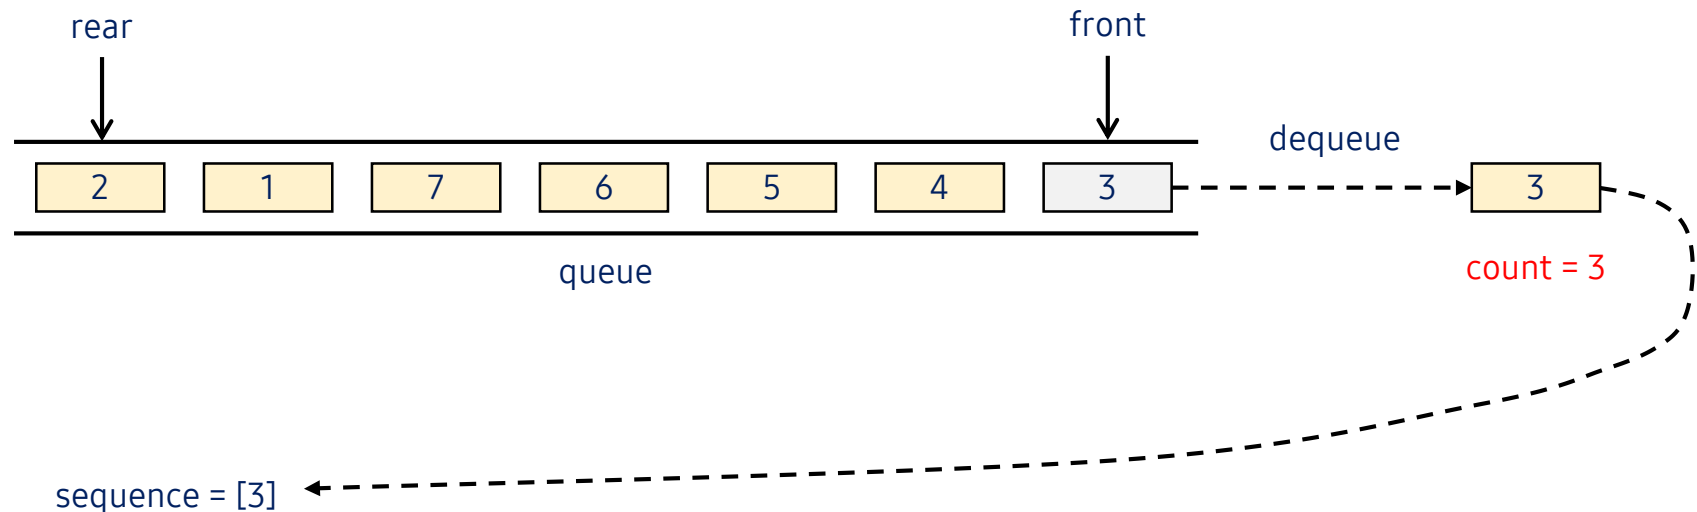 rear
front
dequeue
2 1 7 6 5 4 3 3
queue
count = 3
sequence = [3]